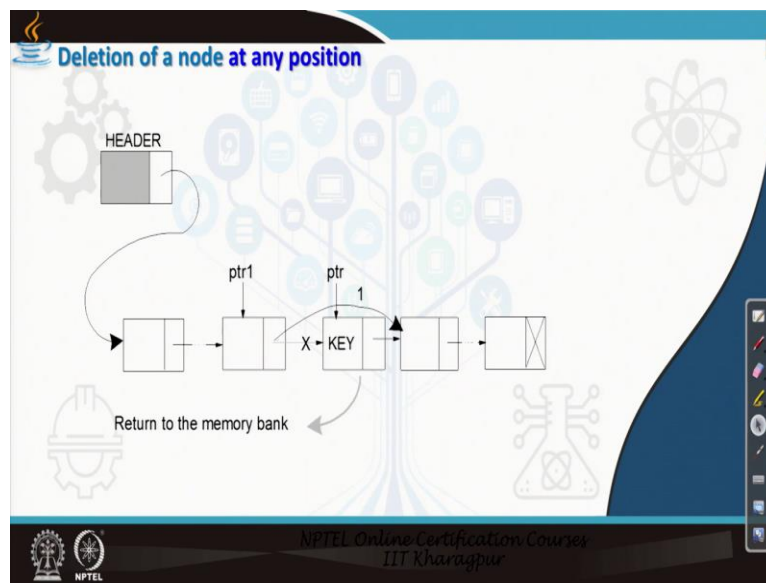 Deletion of a node at any position
HEADER
ptr1
ptr
1
X
KEY
Return to the memory bank
NPTEL Online Certification Courses
IIT Kharagpur
NPTEL